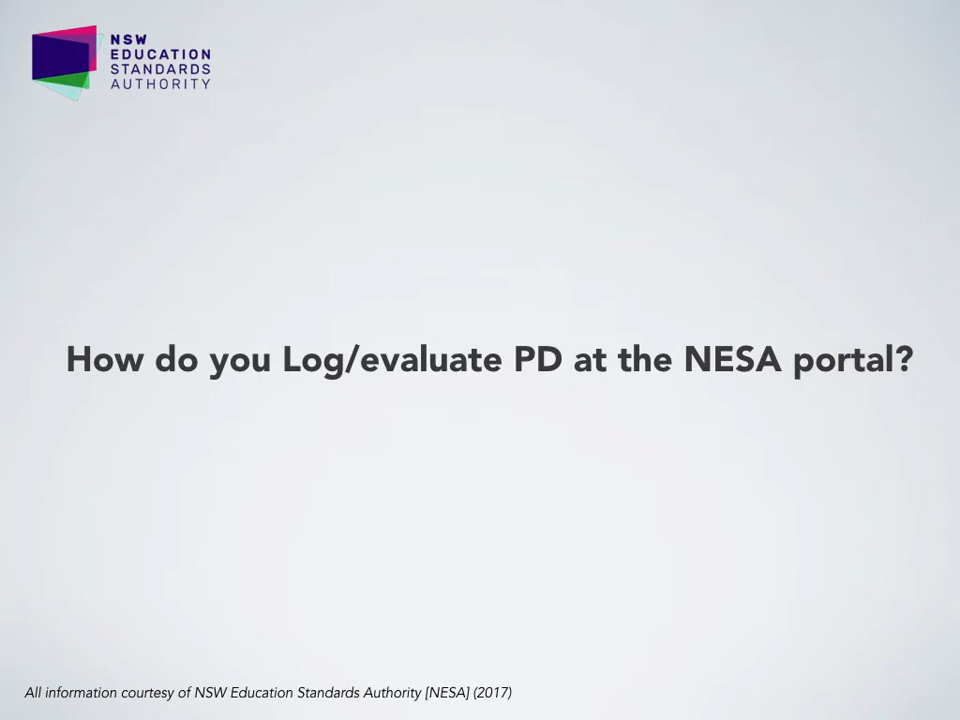 NSW
EDUCATION
STANDARDS
AUTHORITY
How do you Log/evaluate PD at the NESA portal?
All information courtesy of NSW Education Standards Authority [NESA] (2017)